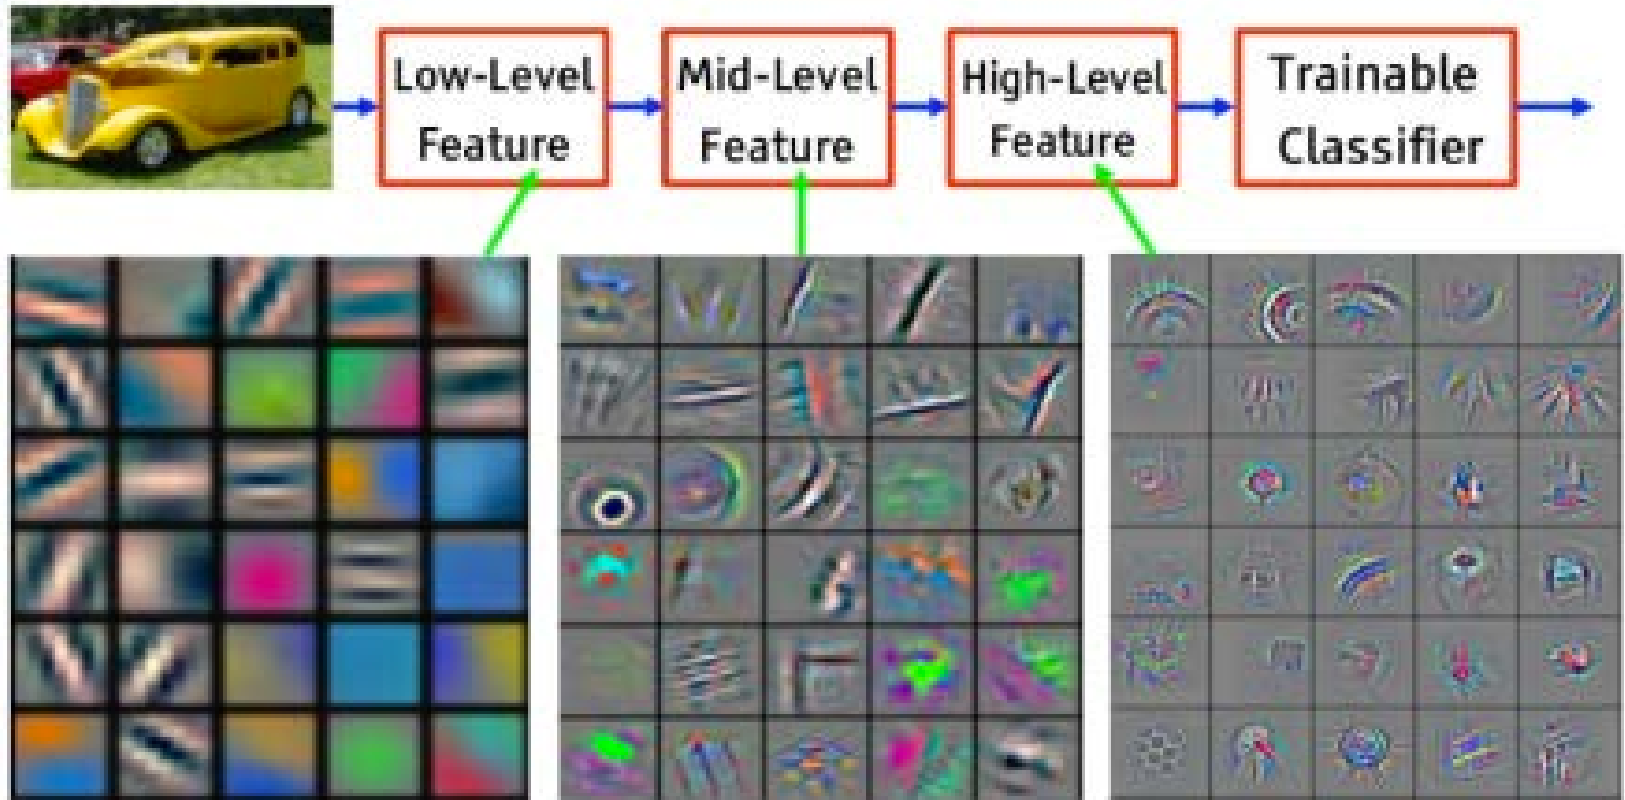 Low-Level
Feature
Mid-Level
Feature
High-Level
Feature
Trainable
Classifier